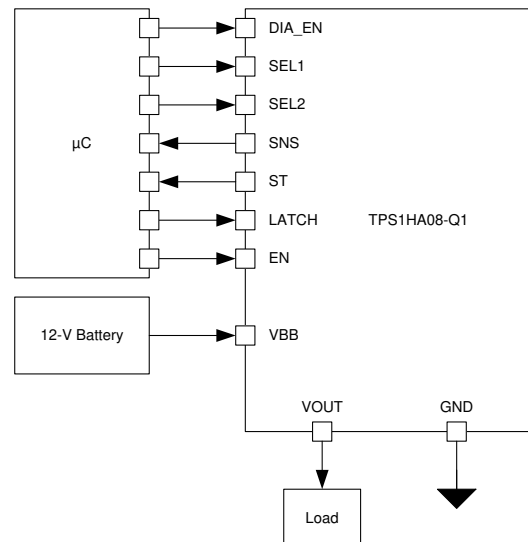 DIA_EN
SEL1
SEL2
µC
SNS
ST
LATCH
TPS1HA08-Q1
EN
12-V Battery
VBB
VOUT
GND
Load